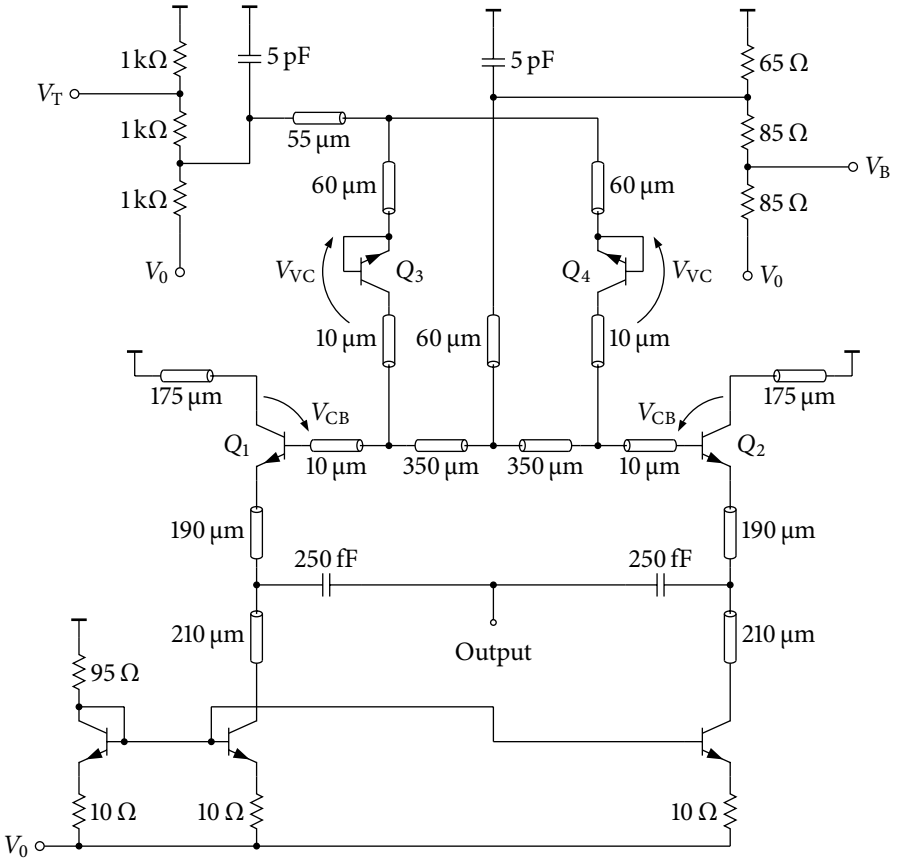 1 kΩ
5 pF
5 pF
65 Ω
V_T
1 kΩ
55 µm
85 Ω
V_B
60 µm
60 µm
1 kΩ
85 Ω
V_0
V_VC
Q_3
Q_4
V_VC
V_0
10 µm
60 µm
10 µm
175 µm
V_CB
V_CB
175 µm
Q_1
10 µm
350 µm
350 µm
10 µm
Q_2
190 µm
190 µm
250 fF
250 fF
210 µm
Output
210 µm
95 Ω
10 Ω
10 Ω
10 Ω
V_0